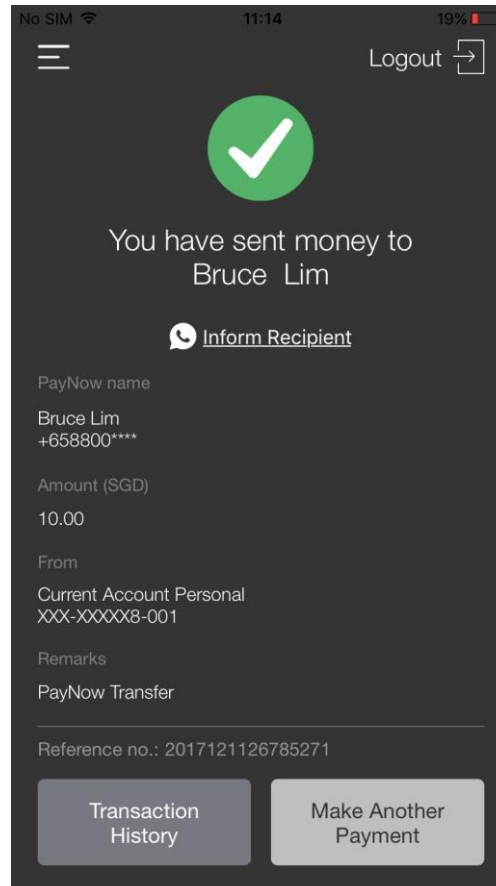 No SIM 11:14 19%
Logout
You have sent money to
Bruce Lim
Inform Recipient
PayNow name
Bruce Lim
+658800****
Amount (SGD)
10.00
From
Current Account Personal
XXX-XXXXX8-001
Remarks
PayNow Transfer
Reference no.: 2017121126785271
Transaction
History
Make Another
Payment